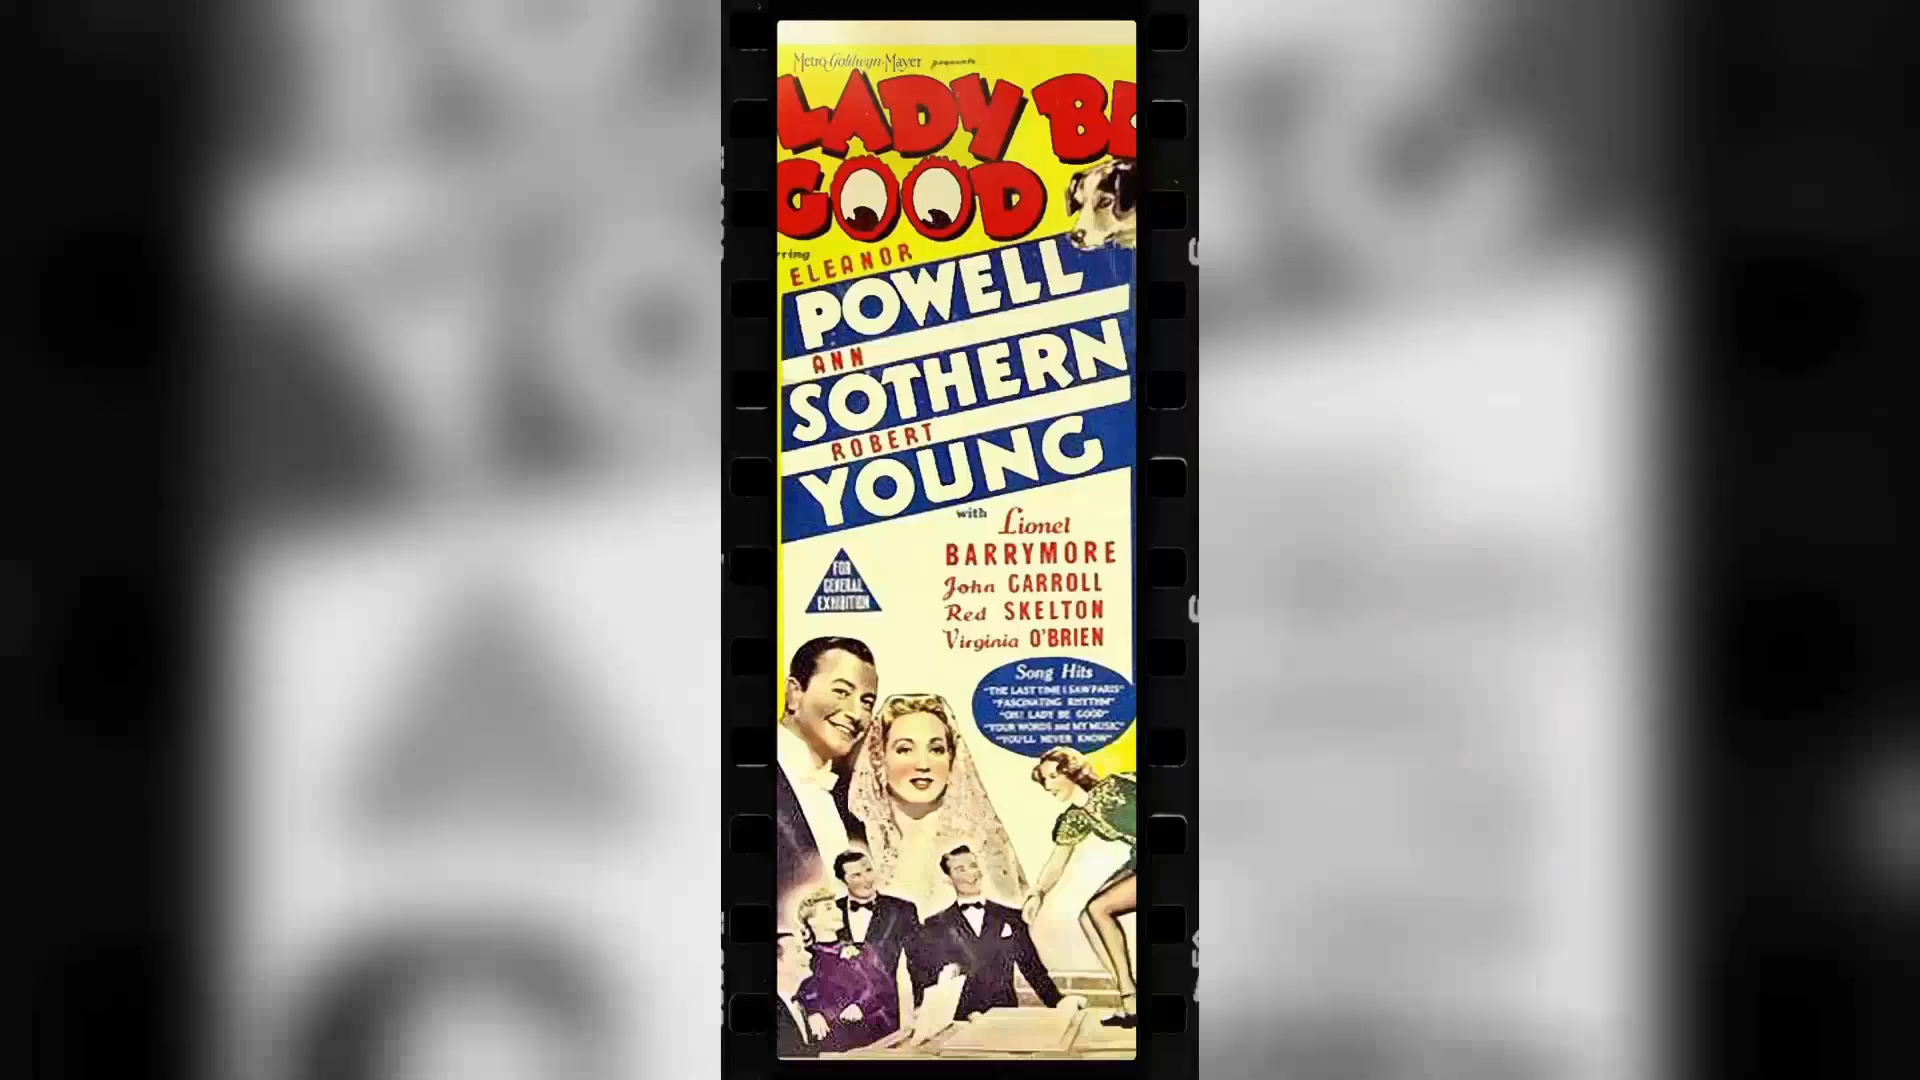 Metro-Goldwyn-Mayer presents
LADY BE
GOOD
rring
ELEANOR
POWELL
ANN
SOTHERN
ROBERT
YOUNG
with Lionel
BARRYMORE
John CARROLL
Red SKELTON
Virginia O'BRIEN
FOR
GENERAL
EXHIBITION
Song Hits
"THE LAST TIME I SAW PARIS"
"FASCINATING RHYTHM"
"OH! LADY BE GOOD"
"YOUR WORDS and MY MUSIC"
"YOU'LL NEVER KNOW"